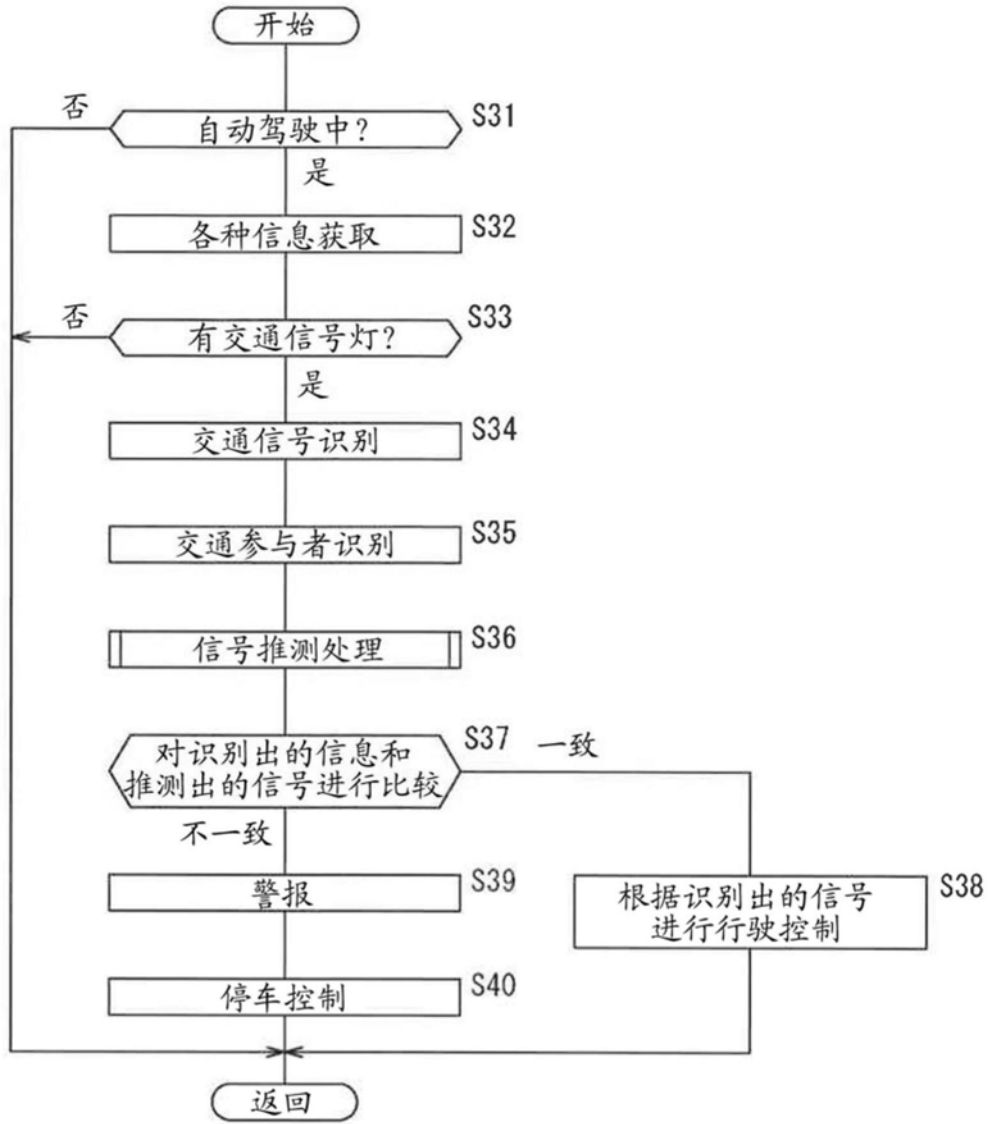 开始
否
自动驾驶中?
S31
是
各种信息获取
S32
否
有交通信号灯?
S33
是
交通信号识别
S34
交通参与者识别
S35
信号推测处理
S36
对识别出的信息和
推测出的信号进行比较
S37
一致
不一致
警报
S39
根据识别出的信号
进行行驶控制
S38
停车控制
S40
返回